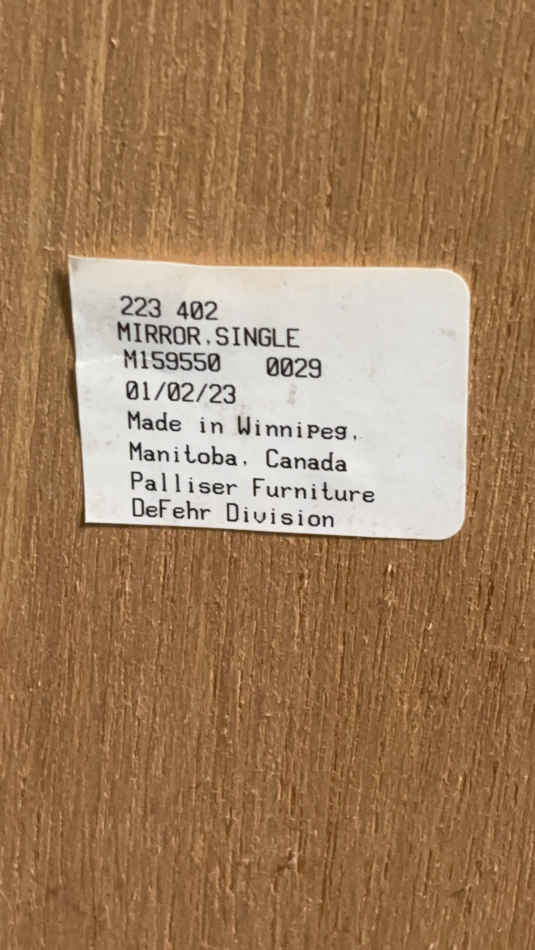 223 402
MIRROR,SINGLE
M159550 0029
01/02/23
Made in Winnipeg,
Manitoba, Canada
Palliser Furniture
DeFehr Division